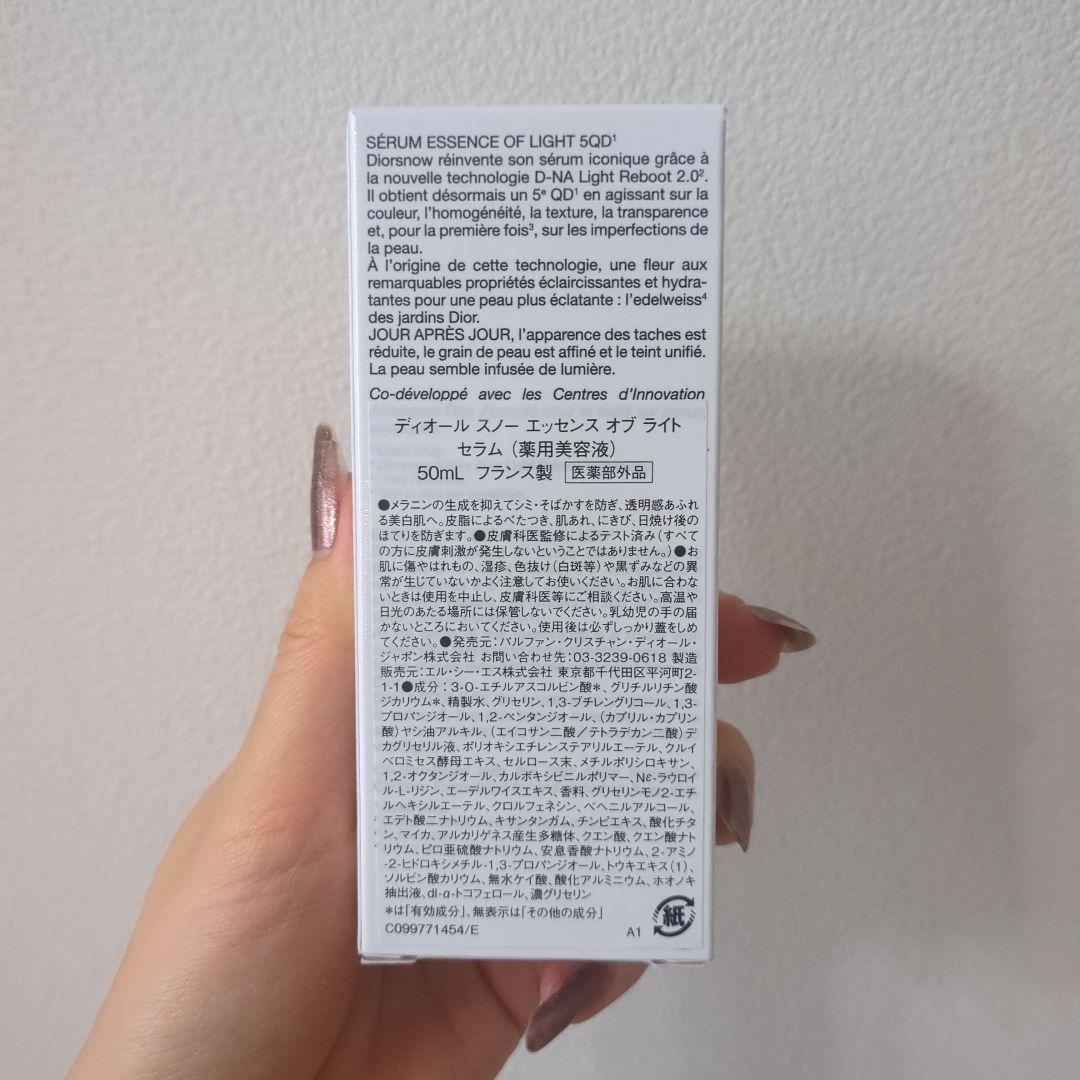 SÉRUM ESSENCE OF LIGHT 5QD¹
Diorsnow réinvente son sérum iconique grâce à
la nouvelle technologie D-NA Light Reboot 2.0².
Il obtient désormais un 5ᵉ QD¹ en agissant sur la
couleur, l'homogénéité, la texture, la transparence
et, pour la première fois³, sur les imperfections de
la peau.
À l'origine de cette technologie, une fleur aux
remarquables propriétés éclaircissantes et hydra-
tantes pour une peau plus éclatante : l'edelweiss⁴
des jardins Dior.
JOUR APRÈS JOUR, l'apparence des taches est
réduite, le grain de peau est affiné et le teint unifié.
La peau semble infusée de lumière.
Co-développé avec les Centres d'Innovation
ディオール スノー エッセンス オブ ライト
セラム（薬用美容液）
50mL フランス製 医薬部外品
●メラニンの生成を抑えてシミ・そばかすを防ぎ、透明感あふれ
る美白肌へ。皮脂によるべたつき、肌あれ、にきび、日焼け後の
ほてりを防ぎます。●皮膚科医監修によるテスト済み（すべて
の方に皮膚刺激が発生しないということではありません。）●お
肌に傷やはれもの、湿疹、色抜け（白斑等）や黒ずみなどの異
常が生じていないかよく注意してお使いください。お肌に合わな
いときは使用を中止し、皮膚科医等にご相談ください。高温や
日光のあたる場所には保管しないでください。乳幼児の手の届
かないところにおいてください。使用後は必ずしっかり蓋をしめ
てください。●発売元：パルファン・クリスチャン・ディオール・
ジャポン株式会社 お問い合わせ先：03-3239-0618 製造
販売元：エル・シー・エス株式会社 東京都千代田区平河町2-
1-1●成分：3-O-エチルアスコルビン酸＊、グリチルリチン酸
ジカリウム＊、精製水、グリセリン、1,3-ブチレングリコール、1,3-
プロパンジオール、1,2-ペンタンジオール、（カプリル・カプリン
酸）ヤシ油アルキル、（エイコサン二酸／テトラデカン二酸）デ
カグリセリル液、ポリオキシエチレンステアリルエーテル、クルイ
ベロミセス酵母エキス、セルロース末、メチルポリシロキサン、
1,2-オクタンジオール、カルボキシビニルポリマー、Nε-ラウロイ
ル-L-リジン、エーデルワイスエキス、香料、グリセリンモノ2-エチ
ルヘキシルエーテル、クロルフェネシン、ベヘニルアルコール、
エデト酸二ナトリウム、キサンタンガム、チンピエキス、酸化チタ
ン、マイカ、アルカリゲネス産生多糖体、クエン酸、クエン酸ナト
リウム、ピロ亜硫酸ナトリウム、安息香酸ナトリウム、2-アミノ
-2-ヒドロキシメチル-1,3-プロパンジオール、トウキエキス（1）、
ソルビン酸カリウム、無水ケイ酸、酸化アルミニウム、ホオノキ
抽出液、dl-α-トコフェロール、濃グリセリン
＊は「有効成分」、無表示は「その他の成分」
C099771454/E A1 紙